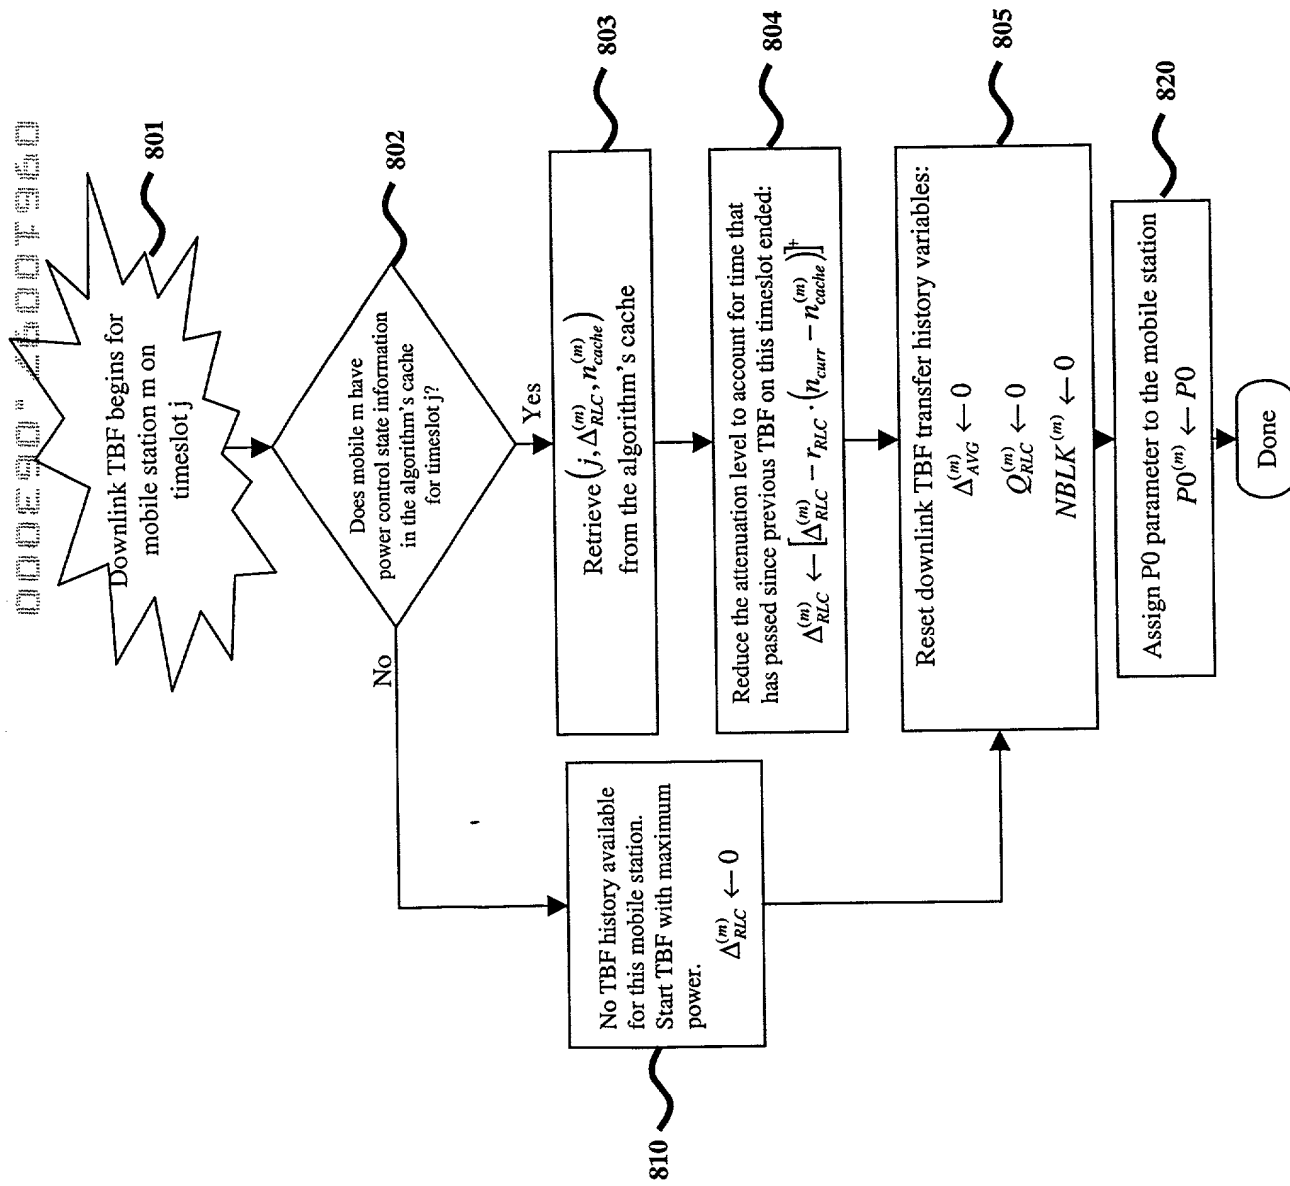 Downlink TBF begins for
mobile station m on
timeslot j
801
Does mobile m have
power control state information
in the algorithm's cache
for timeslot j?
802
No
Yes
Retrieve (j, Δ_RLC^(m), n_cache^(m))
from the algorithm's cache
803
Reduce the attenuation level to account for time that
has passed since previous TBF on this timeslot ended:
Δ_RLC^(m) ← [Δ_RLC^(m) − r_RLC · (n_curr − n_cache^(m))]^+
804
No TBF history available
for this mobile station.
Start TBF with maximum
power.
Δ_RLC^(m) ← 0
810
Reset downlink TBF transfer history variables:
Δ_AVG^(m) ← 0
Q_RLC^(m) ← 0
NBLK^(m) ← 0
805
Assign P0 parameter to the mobile station
P0^(m) ← P0
820
Done